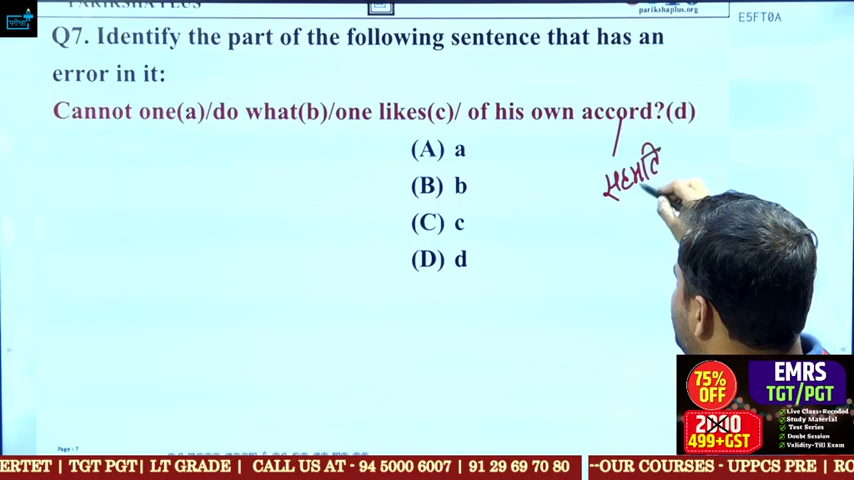 parikshaplus.org
E5FT0A
Q7. Identify the part of the following sentence that has an
error in it:
Cannot one(a)/do what(b)/one likes(c)/ of his own accord?(d)
(A) a
(B) b
(C) c
(D) d
सहमति
75%
OFF
EMRS
TGT/PGT
2000
499+GST
Live Class+Recoded
Study Material
Test Series
Doubt Session
Validity-Till Exam
Page - 7
ERTET | TGT PGT| LT GRADE | CALL US AT - 94 5000 6007 | 91 29 69 70 80 --OUR COURSES - UPPCS PRE | RO